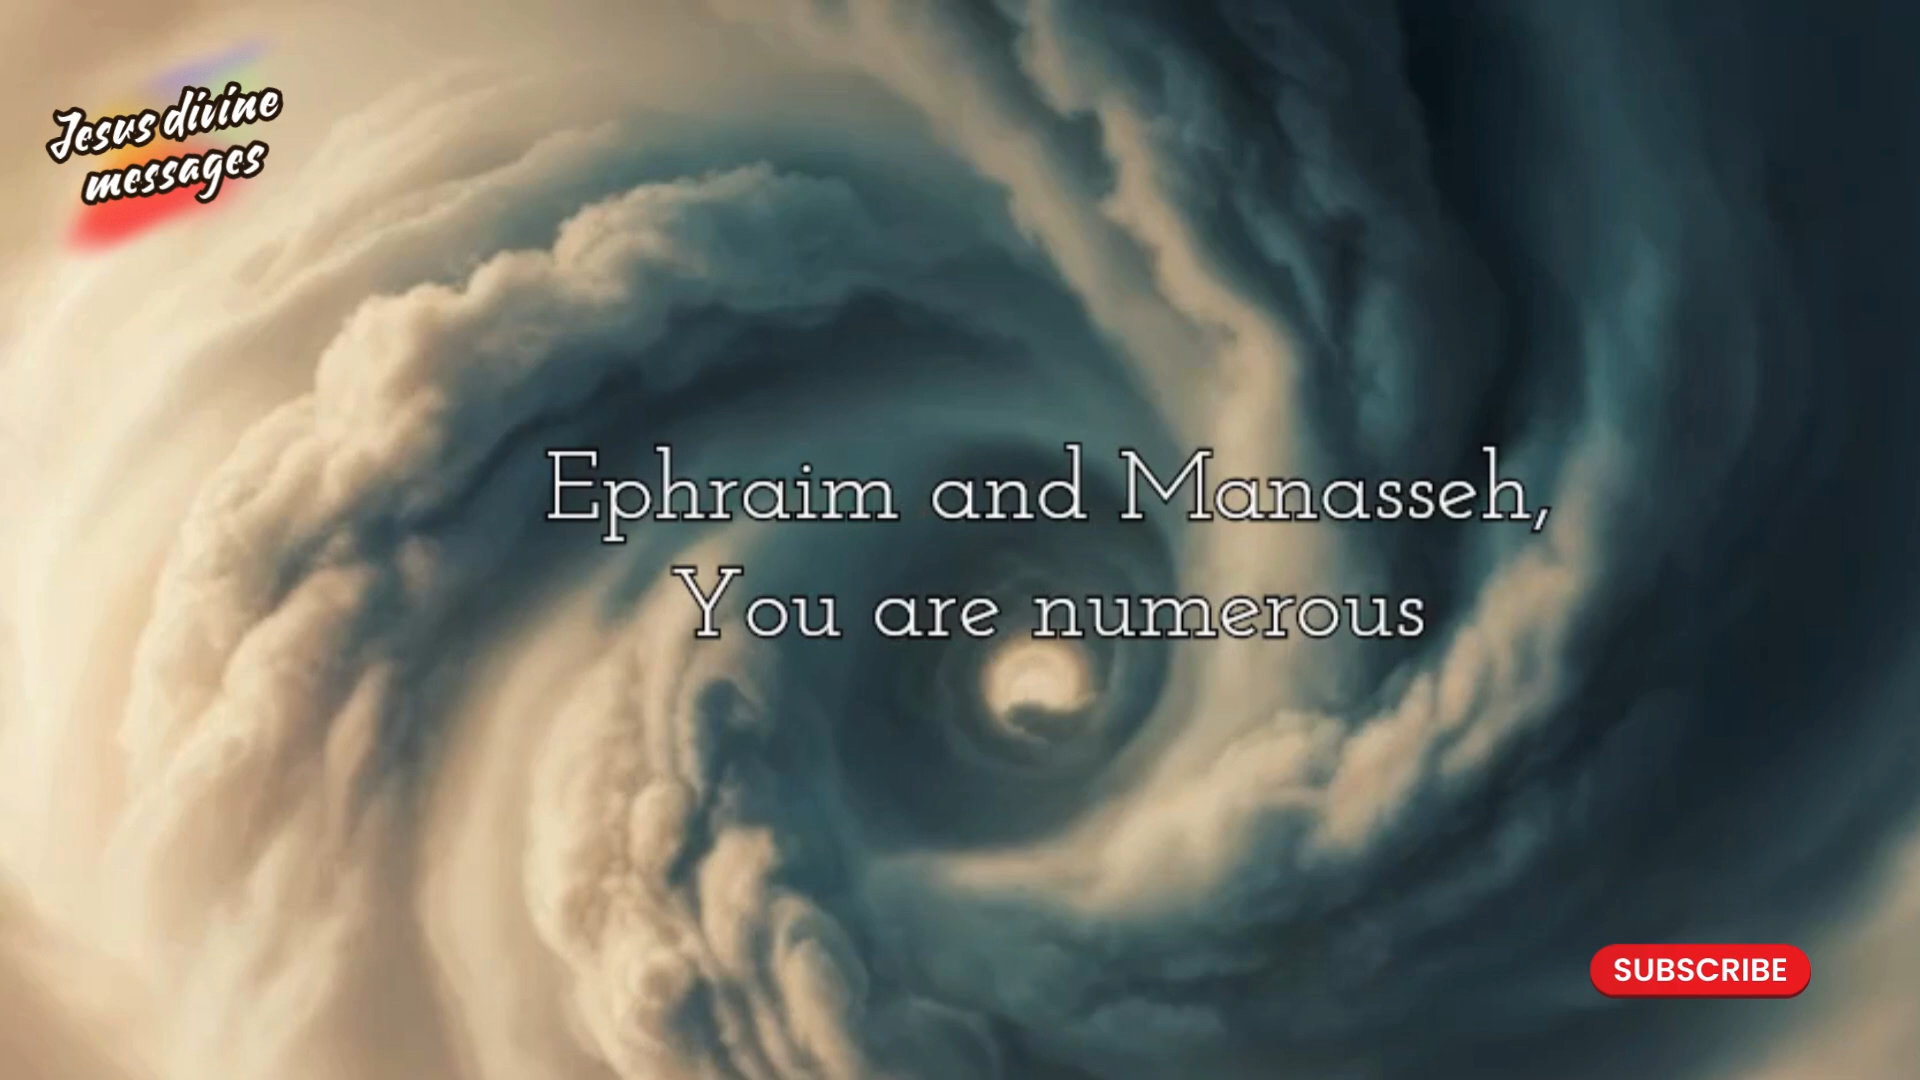 Jesus divine
messages
Ephraim and Manasseh,
You are numerous
SUBSCRIBE